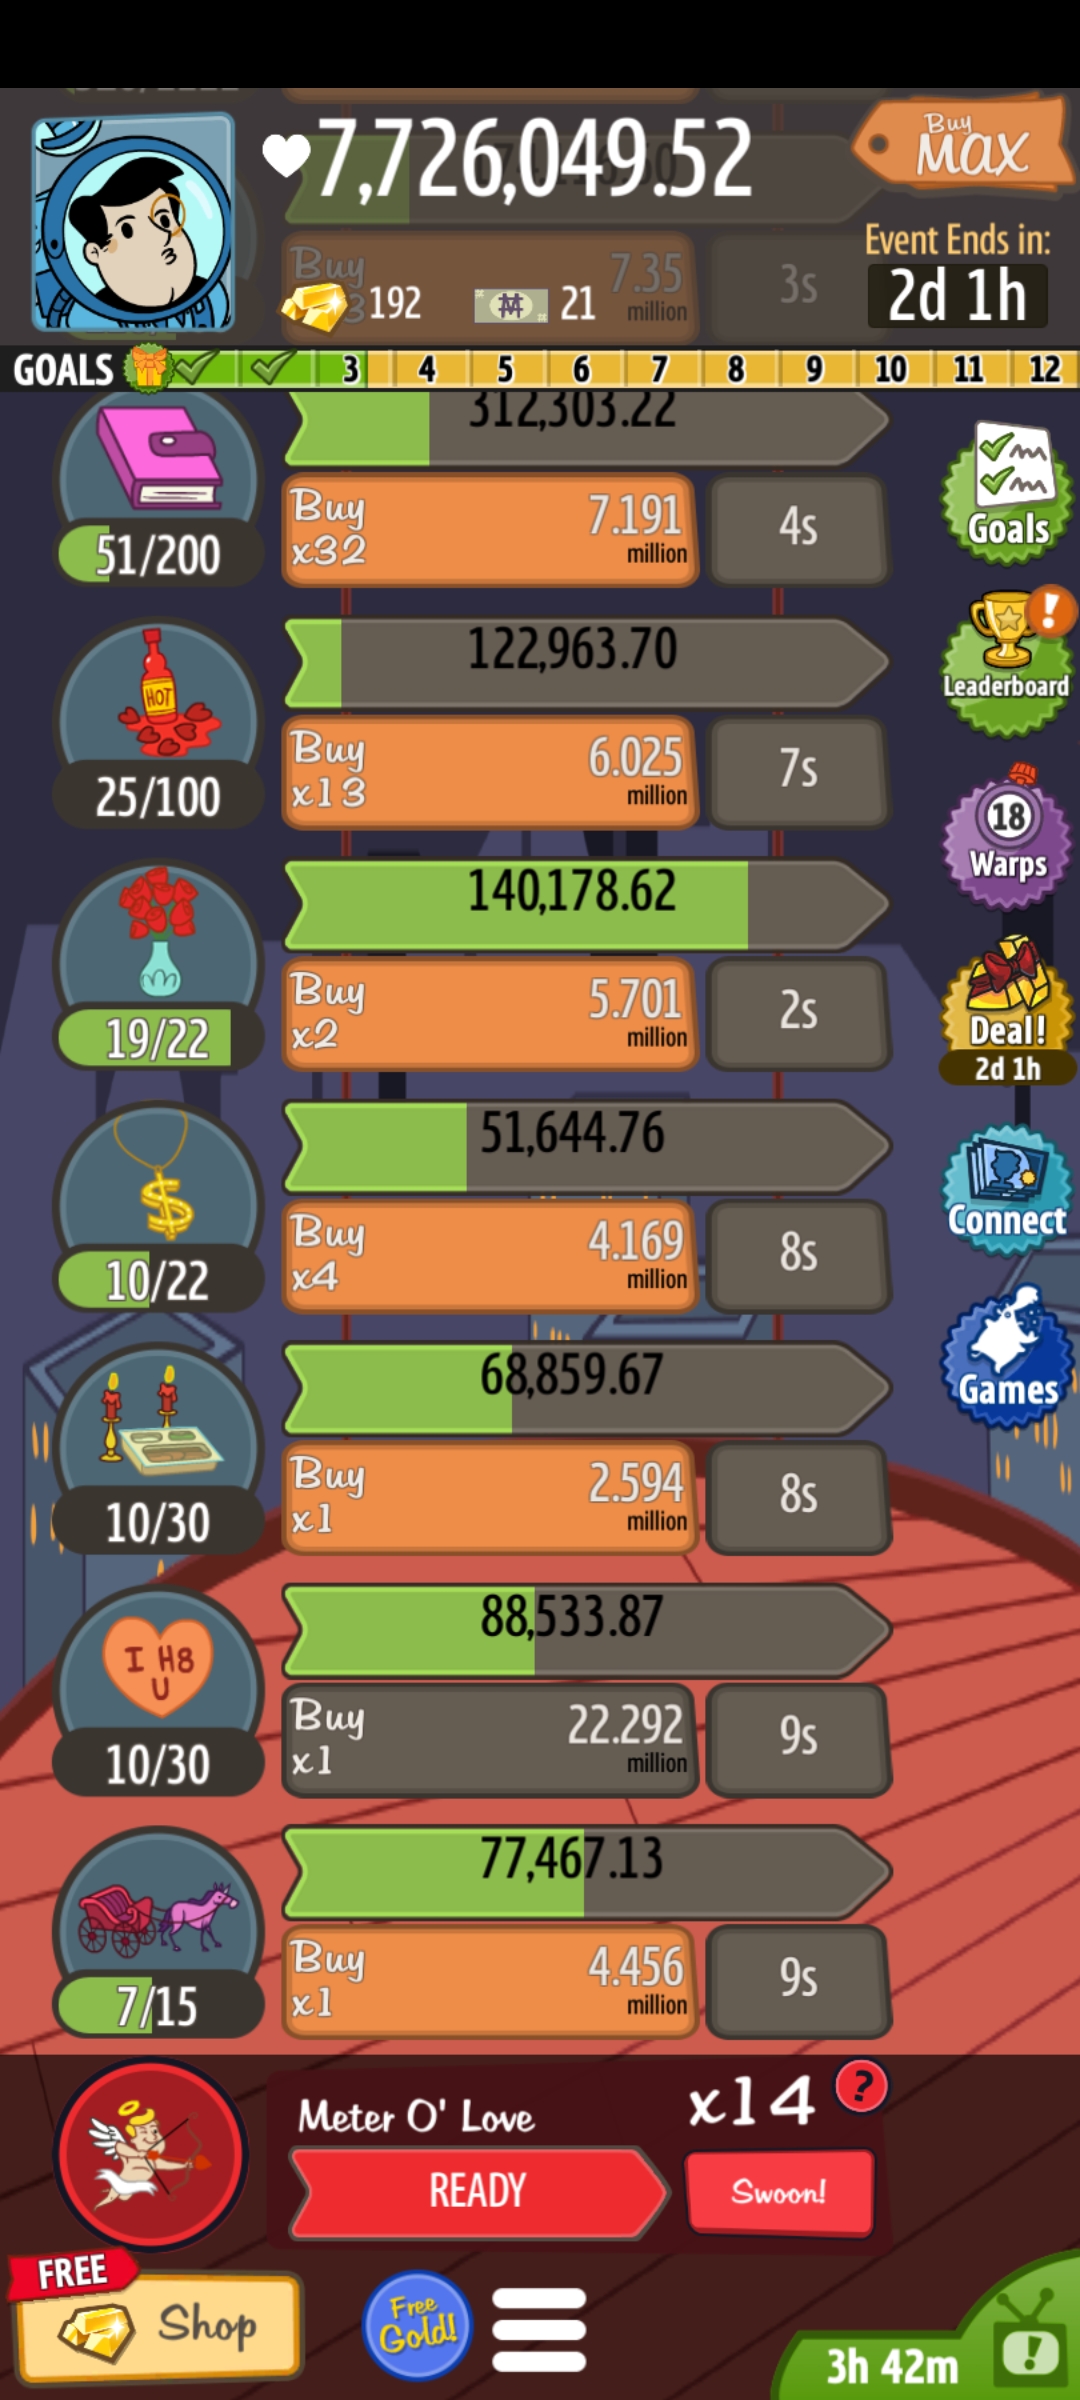 7,726,049.52
Buy
MAX
Event Ends in:
2d 1h
Buy
7.35
million
3s
192
21
GOALS
3 4 5 6 7 8 9 10 11 12
312,303.22
51/200
Buy
x32
7.191
million
4s
Goals
122,963.70
HOT
25/100
Buy
x13
6.025
million
7s
Leaderboard
!
140,178.62
19/22
Buy
x2
5.701
million
2s
18
Warps
Deal!
2d 1h
51,644.76
$
10/22
Buy
x4
4.169
million
8s
Connect
68,859.67
10/30
Buy
x1
2.594
million
8s
Games
88,533.87
I H8
U
10/30
Buy
x1
22.292
million
9s
77,467.13
7/15
Buy
x1
4.456
million
9s
Meter O' Love
x14
?
READY
Swoon!
FREE
Shop
Free
Gold!
3h 42m
!